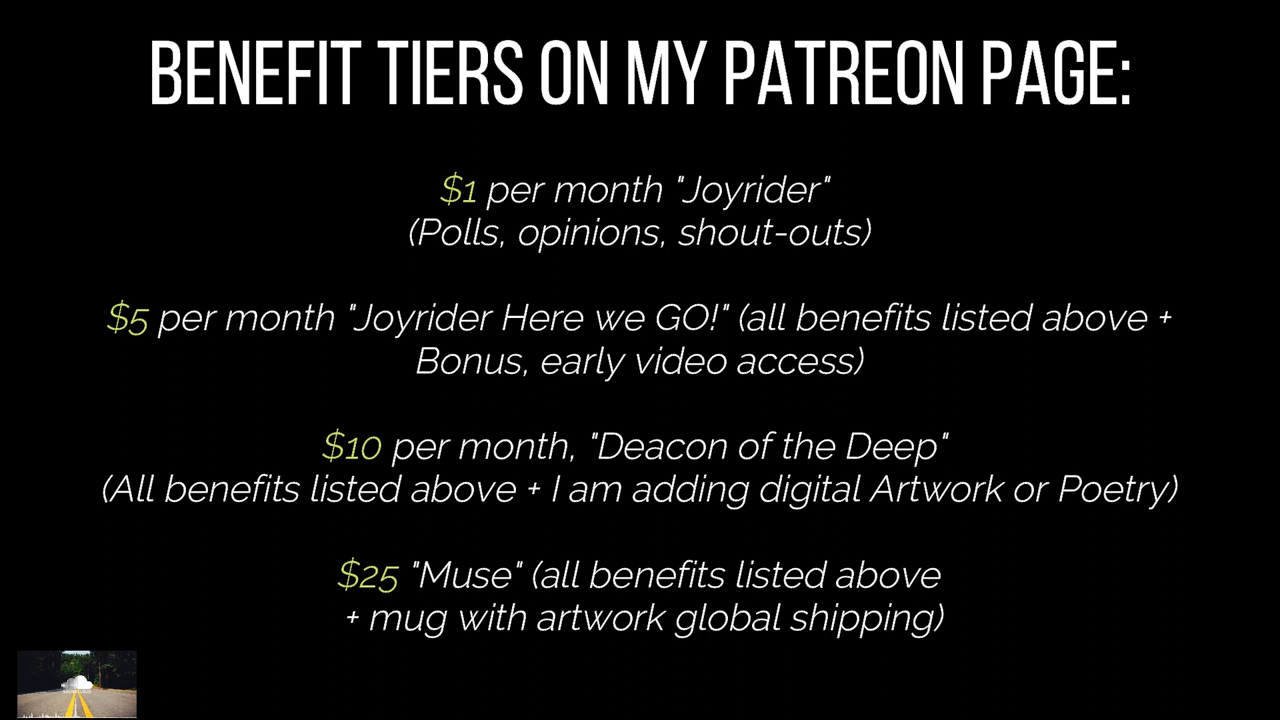 BENEFIT TIERS ON MY PATREON PAGE:
$1 per month "Joyrider"
(Polls, opinions, shout-outs)
$5 per month "Joyrider Here we GO!" (all benefits listed above +
Bonus, early video access)
$10 per month, "Deacon of the Deep"
(All benefits listed above + I am adding digital Artwork or Poetry)
$25 "Muse" (all benefits listed above
+ mug with artwork global shipping)